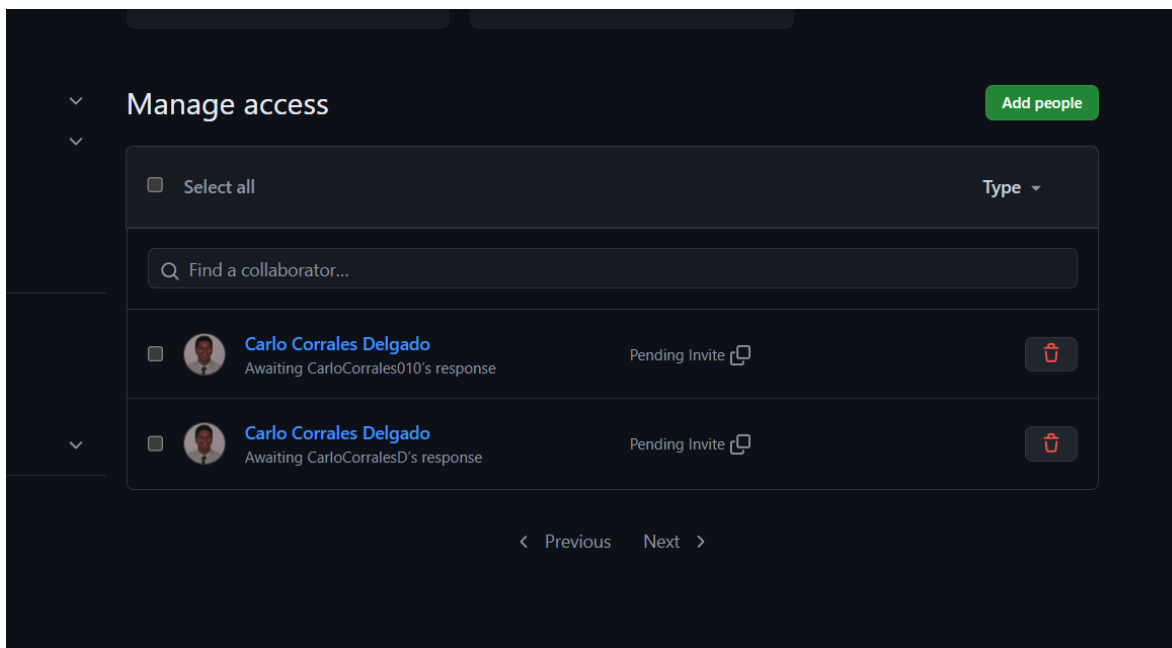 Manage access
Add people
Select all
Type
Find a collaborator...
Carlo Corrales Delgado
Awaiting CarloCorrales010's response
Pending Invite
Carlo Corrales Delgado
Awaiting CarloCorralesD's response
Pending Invite
Previous Next